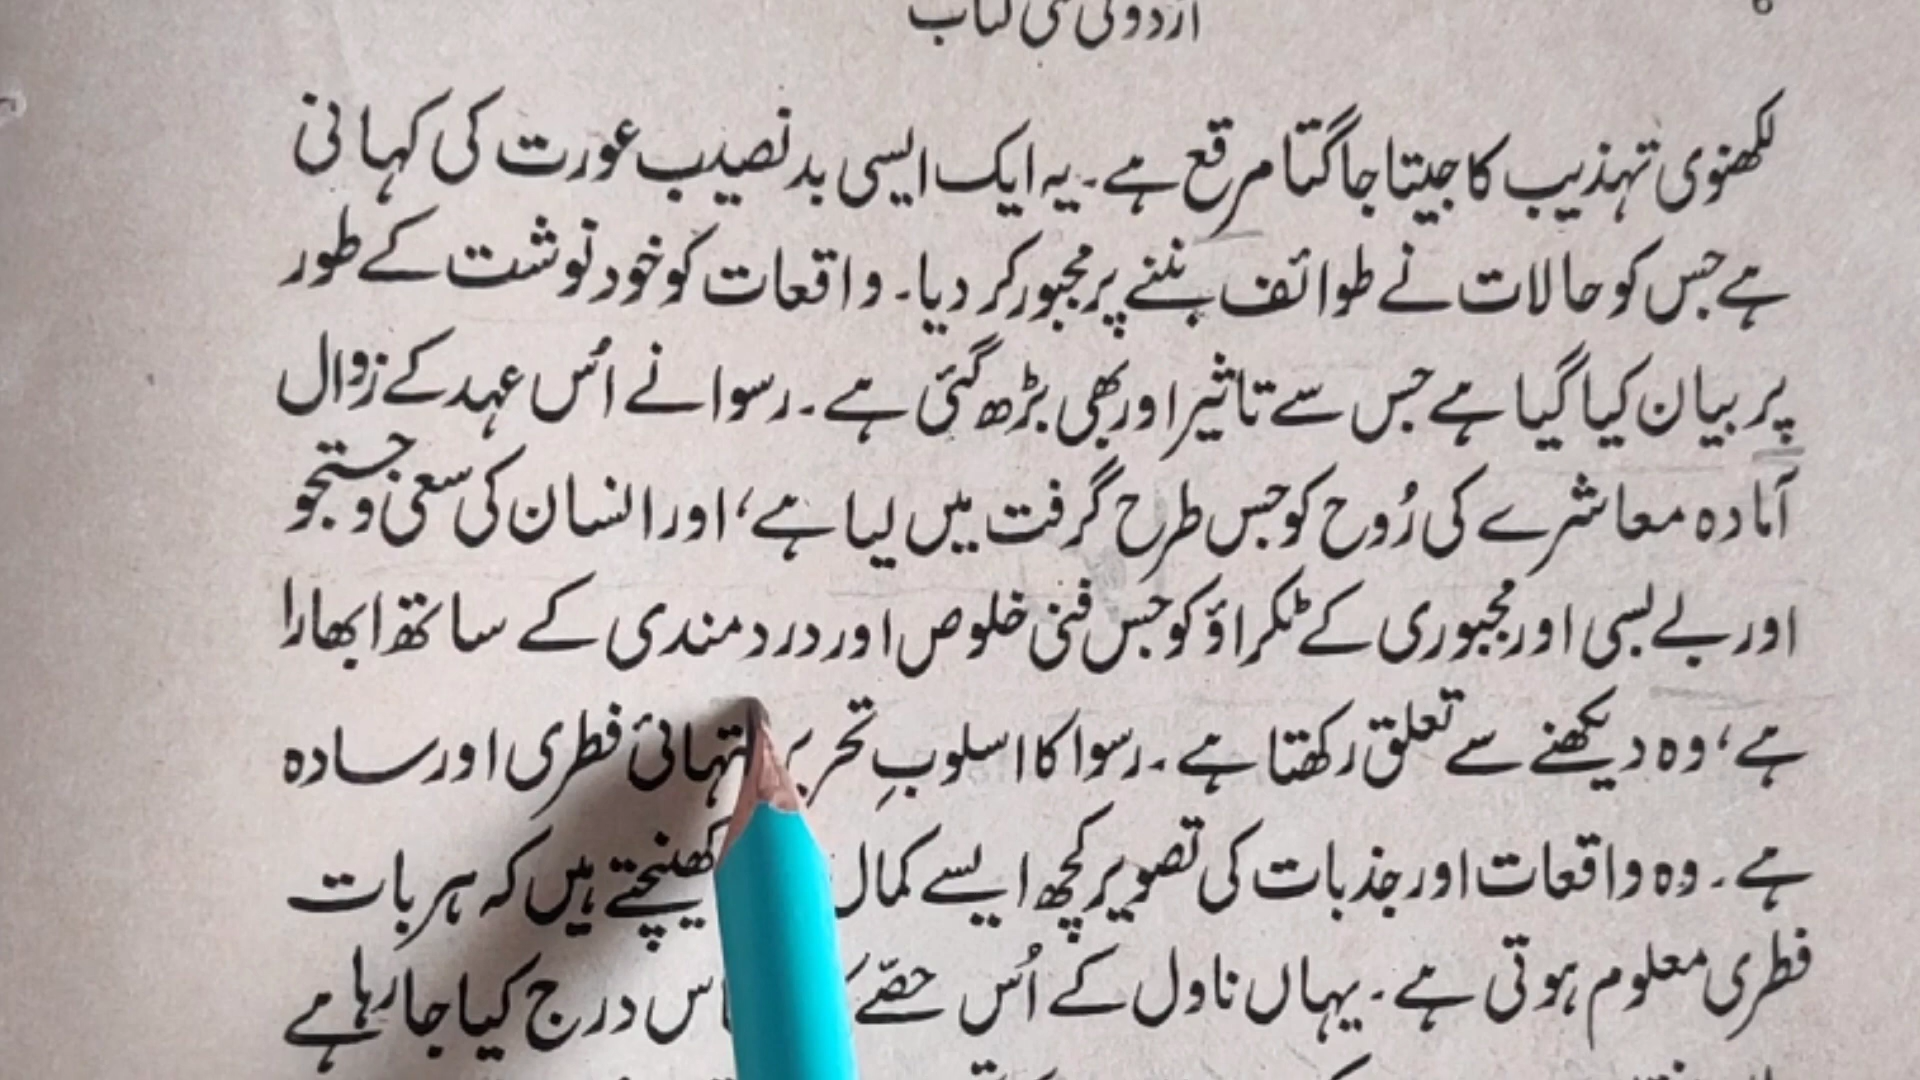 اردو کی نئی کتاب
لکھنوی تہذیب کا جیتا جاگتا مرقع ہے۔ یہ ایک ایسی بدنصیب عورت کی کہانی
ہے جس کو حالات نے طوائف بننے پر مجبور کر دیا۔ واقعات کو خودنوشت کے طور
پر بیان کیا گیا ہے جس سے تاثیر اور بھی بڑھ گئی ہے۔ رسوا نے اُس عہد کے زوال
آمادہ معاشرے کی رُوح کو جس طرح گرفت میں لیا ہے، اور انسان کی سعی و جستجو
اور بے بسی اور مجبوری کے ٹکراؤ کو جس فنی خلوص اور دردمندی کے ساتھ ابھارا
ہے، وہ دیکھنے سے تعلق رکھتا ہے۔ رسوا کا اسلوبِ تحریر انتہائی فطری اور سادہ
ہے۔ وہ واقعات اور جذبات کی تصویر کچھ ایسے کمال کھینچتے ہیں کہ ہر بات
فطری معلوم ہوتی ہے۔ یہاں ناول کے اُس حصّے درج کیا جا رہا ہے